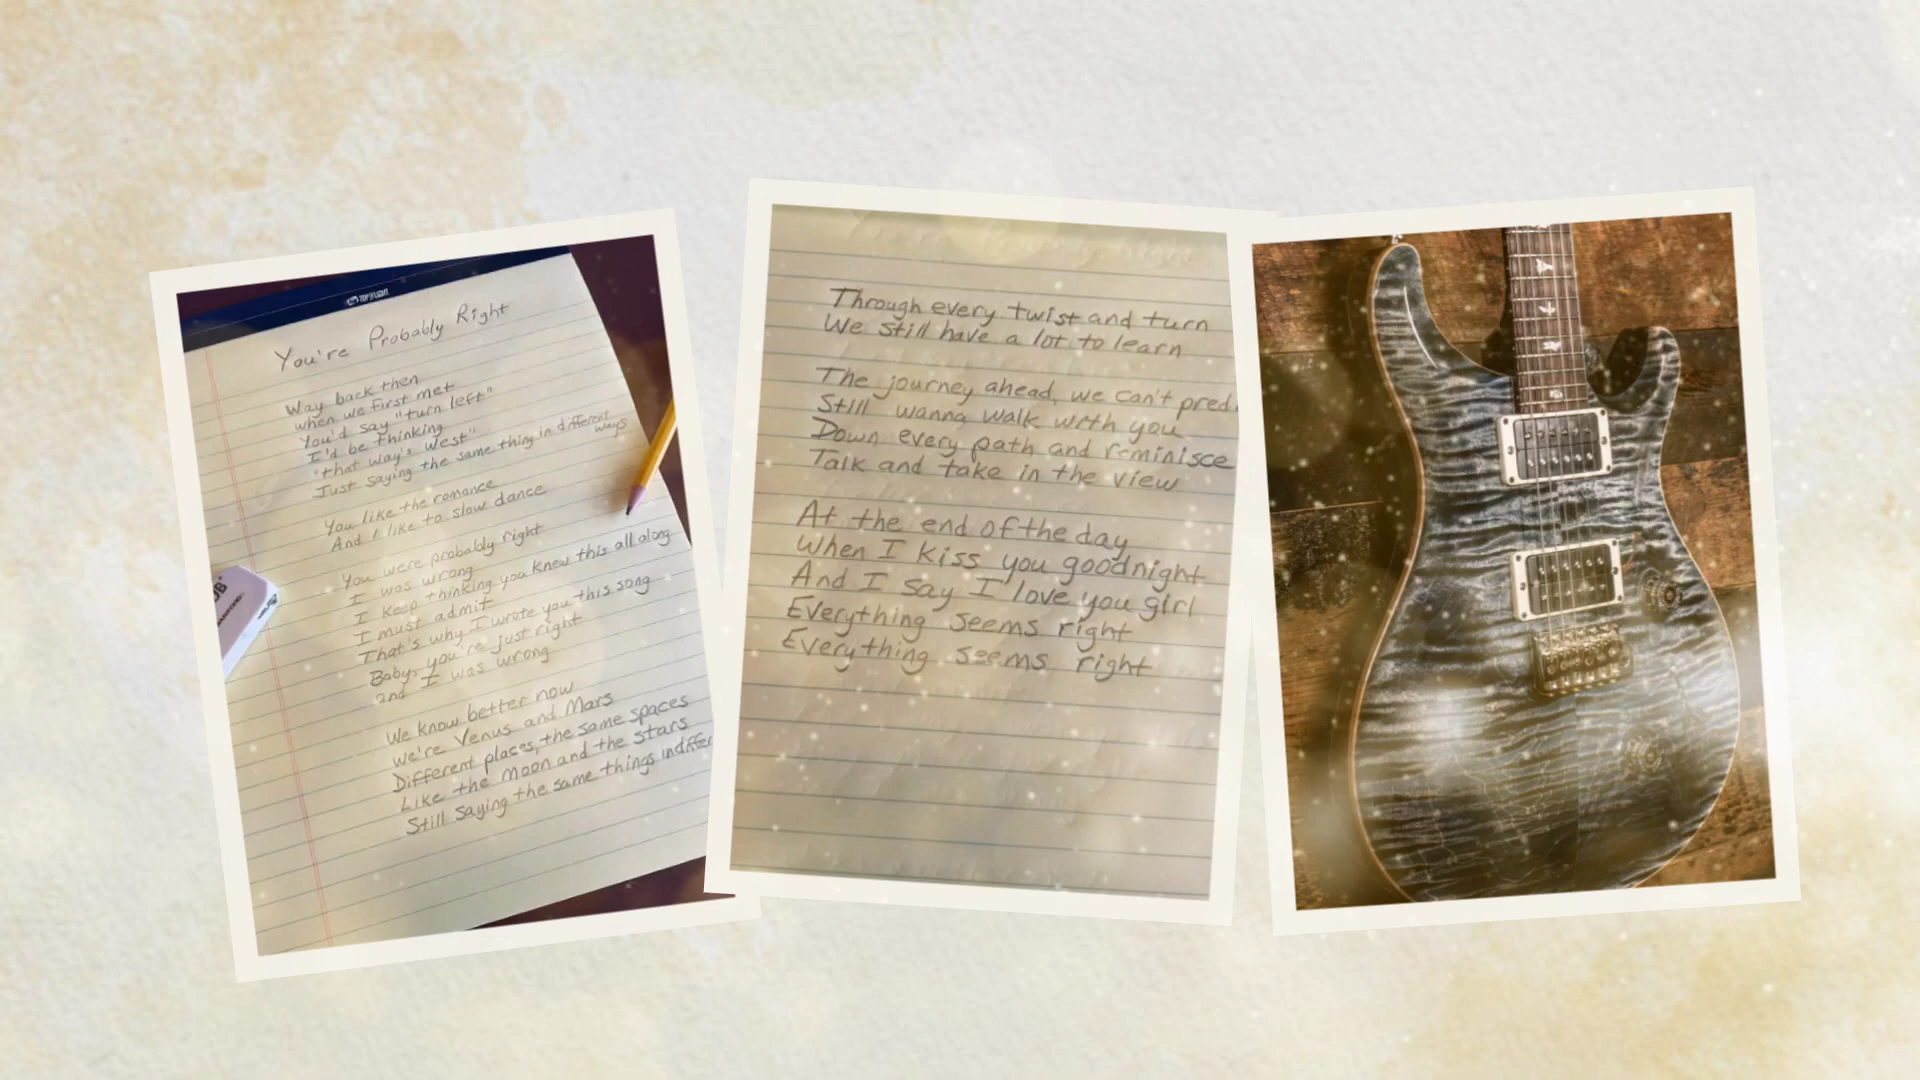 TOP FLIGHT
You're Probably Right
Way back then
when we first met
You'd say "turn left"
I'd be thinking
"that way's West"
Just saying the same thing in different
ways
You like the romance
And I like to slow dance
You were probably right
I was wrong
I keep thinking you knew this all along
I must admit
That's why I wrote you this song
Baby, you're just right
and I was wrong
We know better now
we're Venus and Mars
Different places, the same spaces
Like the Moon and the Stars
Still saying the same things in differ
Through every twist and turn
We still have a lot to learn
The journey ahead, we can't pred
Still wanna walk with you
Down every path and reminisce
Talk and take in the view
At the end of the day
When I kiss you goodnight
And I say I love you girl
Everything seems right
Everything seems right